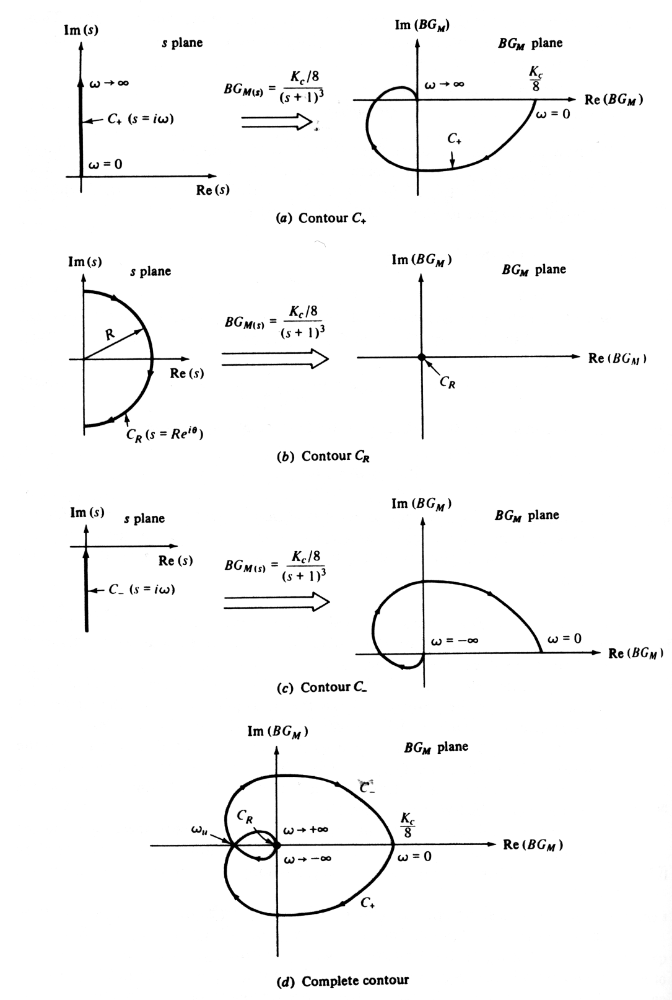 Im (s)
s plane
ω → ∞
C₊ (s = iω)
ω = 0
Re (s)
BG_M(s) = (K_c/8)/(s + 1)³
Im (BG_M)
BG_M plane
ω → ∞
K_c/8
Re (BG_M)
ω = 0
C₊
(a) Contour C₊
Im (s)
s plane
R
Re (s)
C_R (s = Re^{iθ})
BG_M(s) = (K_c/8)/(s + 1)³
Im (BG_M)
BG_M plane
Re (BG_M)
C_R
(b) Contour C_R
Im (s)
s plane
Re (s)
C₋ (s = iω)
BG_M(s) = (K_c/8)/(s + 1)³
Im (BG_M)
BG_M plane
ω = −∞
ω = 0
Re (BG_M)
(c) Contour C₋
Im (BG_M)
BG_M plane
C₋
C_R
ω_u
ω → +∞
K_c/8
Re (BG_M)
ω → −∞
ω = 0
C₊
(d) Complete contour